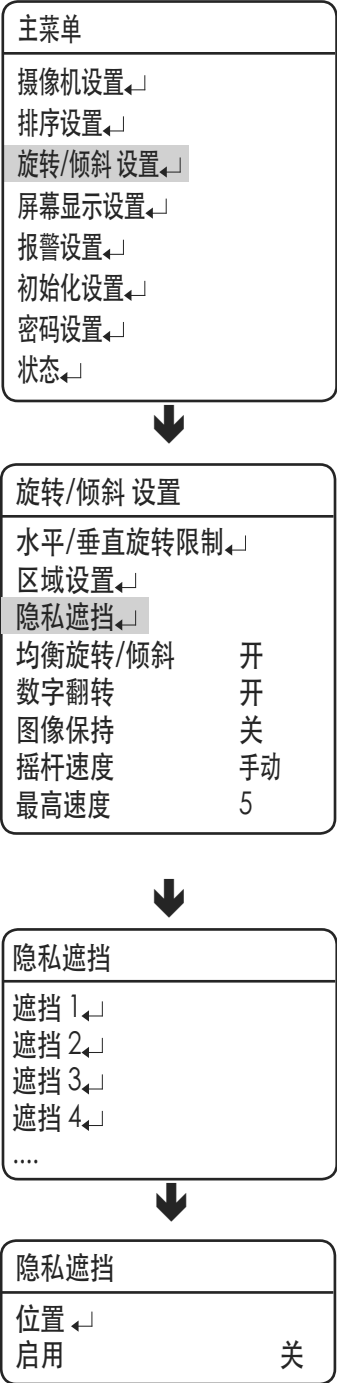 主菜单
摄像机设置↵
排序设置↵
旋转/倾斜 设置↵
屏幕显示设置↵
报警设置↵
初始化设置↵
密码设置↵
状态↵
旋转/倾斜 设置
水平/垂直旋转限制↵
区域设置↵
隐私遮挡↵
均衡旋转/倾斜 开
数字翻转 开
图像保持 关
摇杆速度 手动
最高速度 5
隐私遮挡
遮挡 1↵
遮挡 2↵
遮挡 3↵
遮挡 4↵
....
隐私遮挡
位置 ↵
启用 关